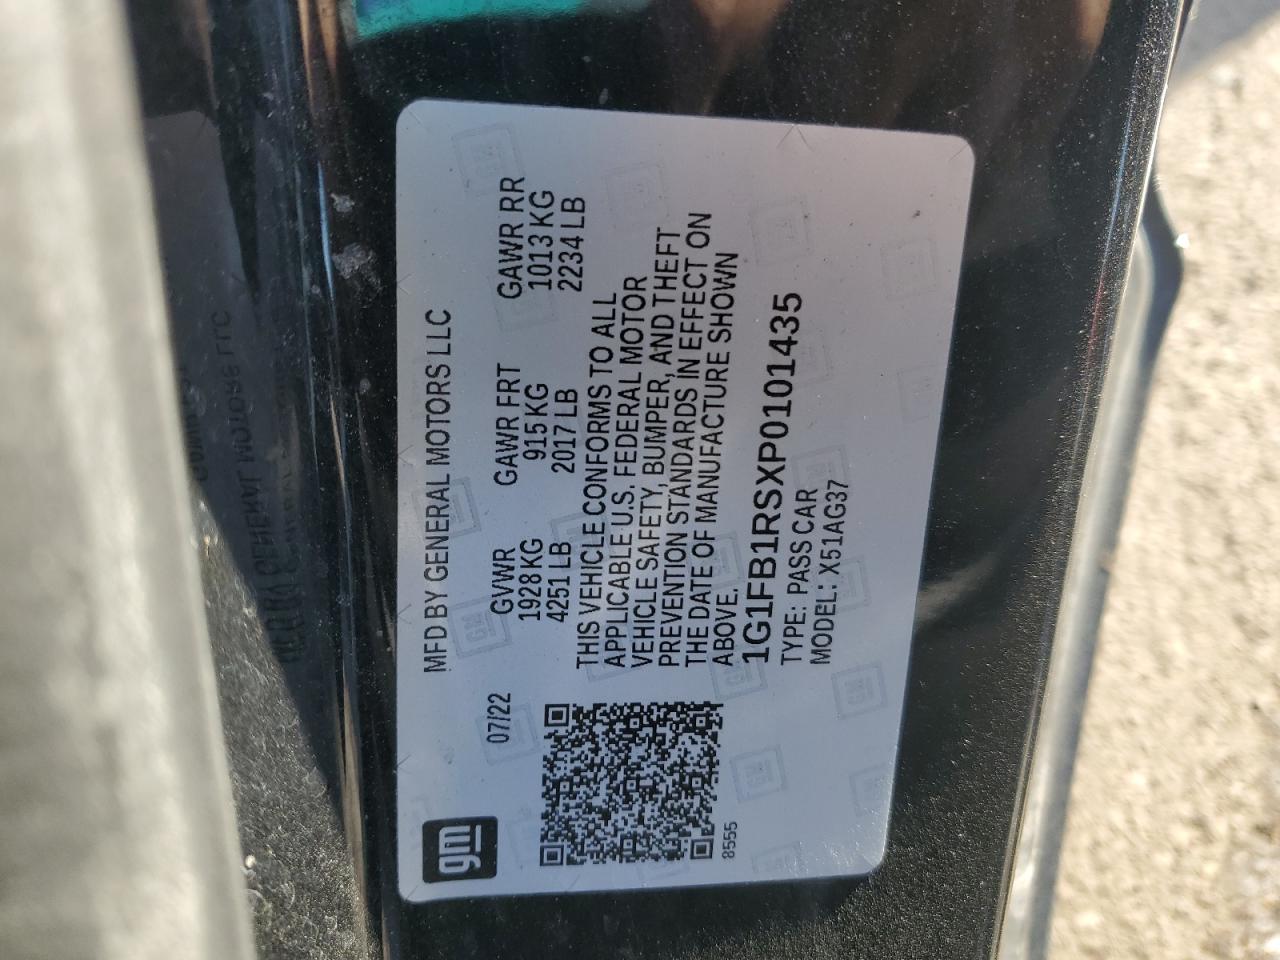 gm
MFD BY GENERAL MOTORS LLC
07/22
GVWR GAWR FRT GAWR RR
1928 KG 915 KG 1013 KG
4251 LB 2017 LB 2234 LB
THIS VEHICLE CONFORMS TO ALL
APPLICABLE U.S. FEDERAL MOTOR
VEHICLE SAFETY, BUMPER, AND THEFT
PREVENTION STANDARDS IN EFFECT ON
THE DATE OF MANUFACTURE SHOWN
ABOVE.
1G1FB1RSXP0101435
TYPE: PASS CAR
MODEL: X51AG37
8555